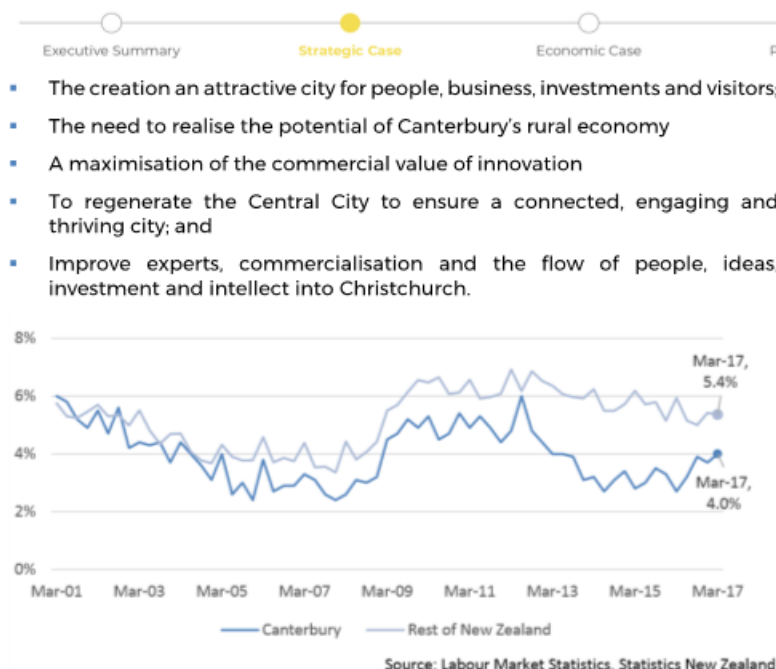 Executive Summary
Strategic Case
Economic Case
The creation an attractive city for people, business, investments and visitors;
The need to realise the potential of Canterbury's rural economy
A maximisation of the commercial value of innovation
To regenerate the Central City to ensure a connected, engaging and
thriving city; and
Improve experts, commercialisation and the flow of people, ideas,
investment and intellect into Christchurch.
8%
6%
4%
2%
0%
Mar-17,
5.4%
Mar-17,
4.0%
Mar-01
Mar-03
Mar-05
Mar-07
Mar-09
Mar-11
Mar-13
Mar-15
Mar-17
Canterbury
Rest of New Zealand
Source: Labour Market Statistics, Statistics New Zealand